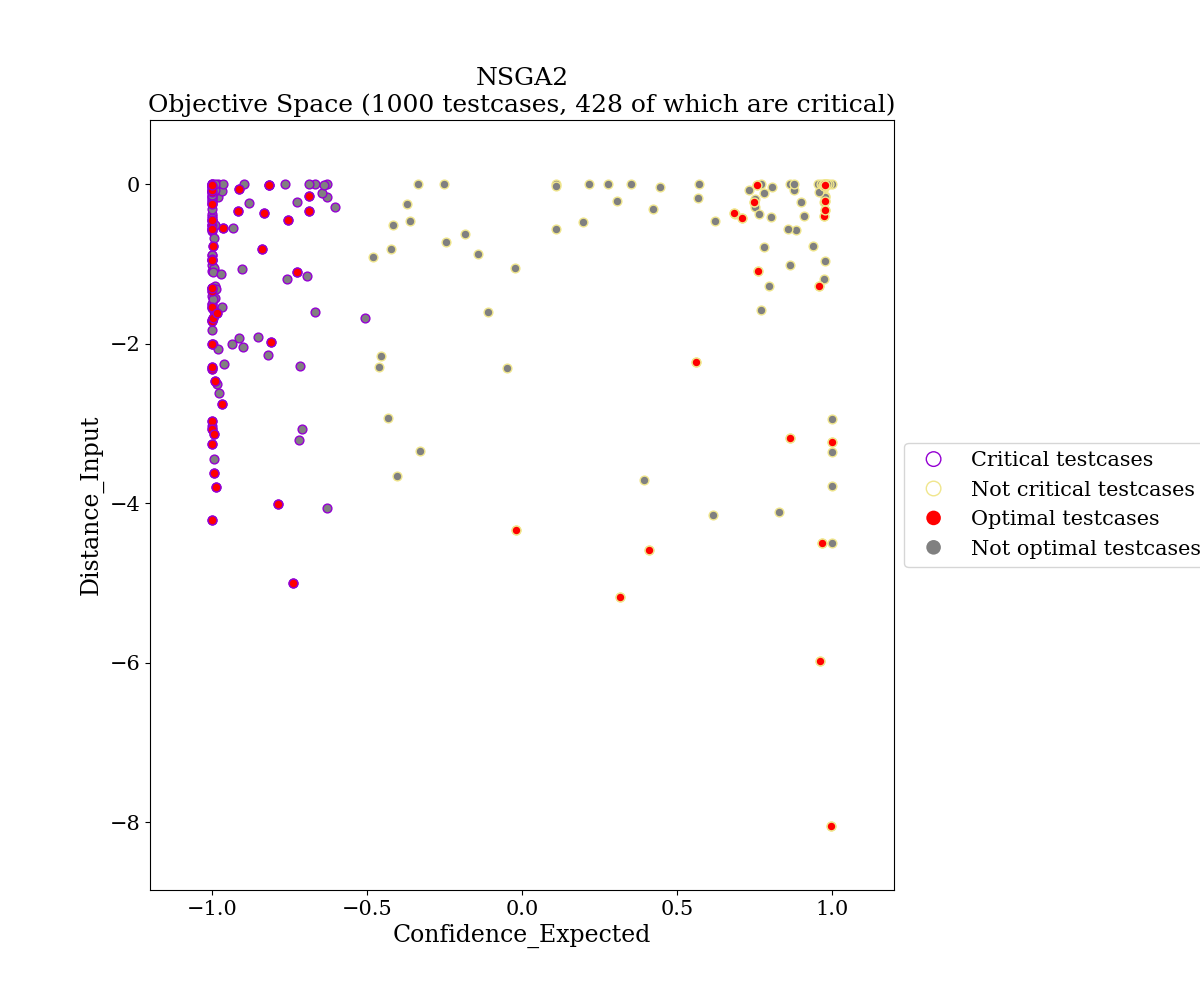 NSGA2
Objective Space (1000 testcases, 428 of which are critical)
0
−2
−4
−6
−8
Distance_Input
−1.0
−0.5
0.0
0.5
1.0
Confidence_Expected
Critical testcases
Not critical testcases
Optimal testcases
Not optimal testcases